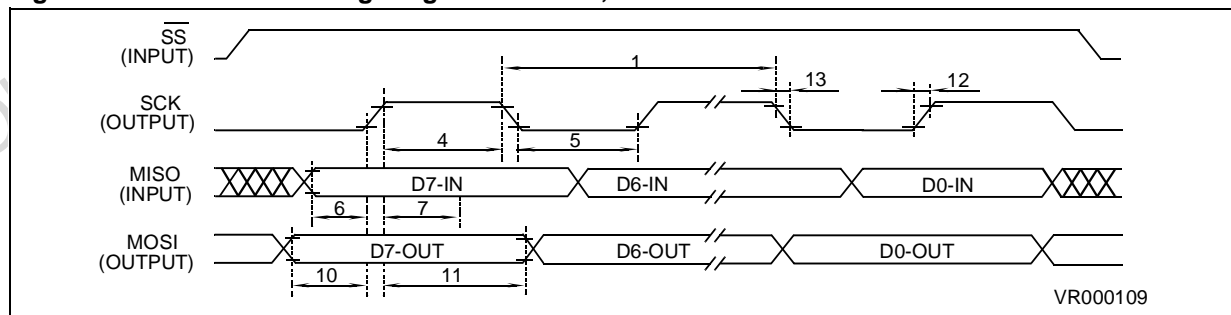 SS
(INPUT)
1
13
12
SCK
(OUTPUT)
4
5
MISO
(INPUT)
D7-IN
D6-IN
D0-IN
6
7
MOSI
(OUTPUT)
D7-OUT
D6-OUT
D0-OUT
10
11
VR000109